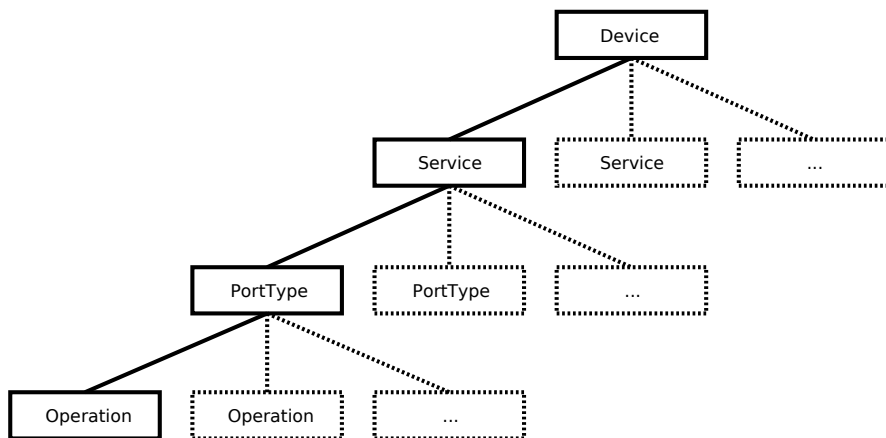 Device
Service
Service
...
PortType
PortType
...
Operation
Operation
...